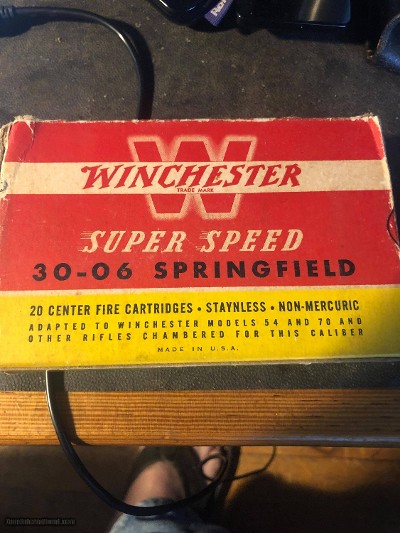 WINCHESTER
TRADE MARK
SUPER SPEED
30-06 SPRINGFIELD
20 CENTER FIRE CARTRIDGES • STAYNLESS • NON-MERCURIC
ADAPTED TO WINCHESTER MODELS 54 AND 70 AND
OTHER RIFLES CHAMBERED FOR THIS CALIBER
MADE IN U.S.A.